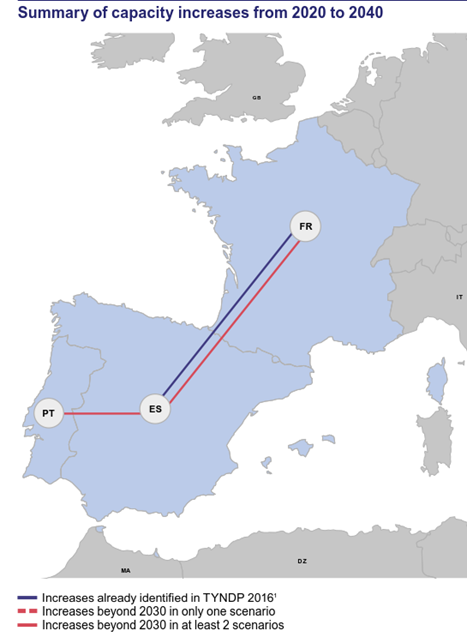 Summary of capacity increases from 2020 to 2040
GB
FR
IT
PT
ES
DZ
MA
Increases already identified in TYNDP 2016¹
Increases beyond 2030 in only one scenario
Increases beyond 2030 in at least 2 scenarios